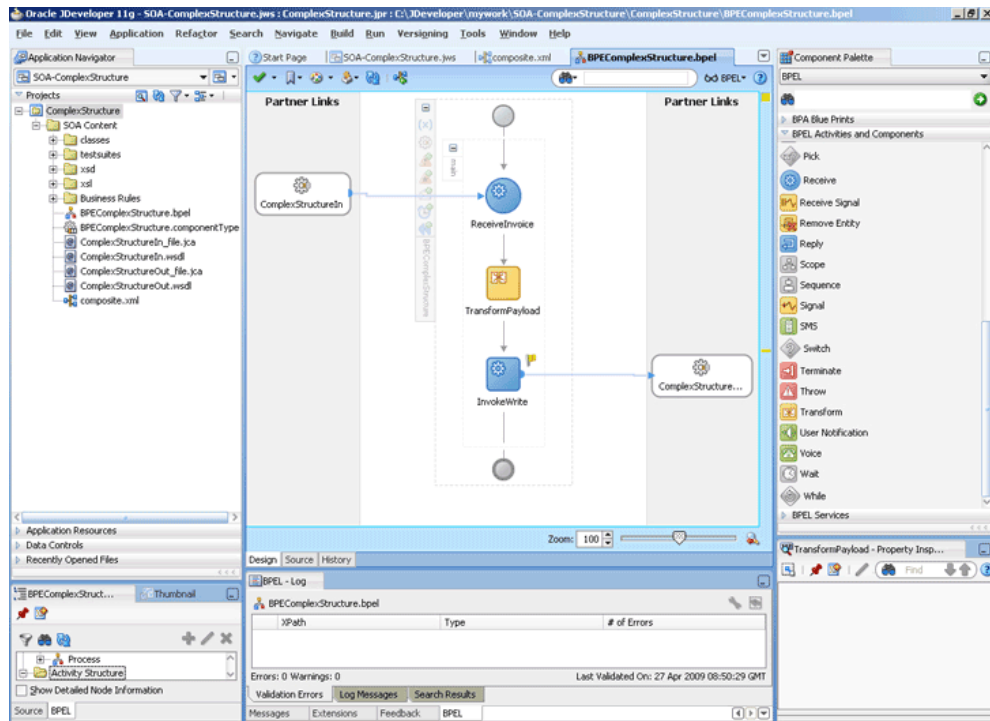 Oracle JDeveloper 11g - SOA-ComplexStructure.jws : ComplexStructure.jpr : C:\JDeveloper\mywork\SOA-ComplexStructure\ComplexStructure\BPEComplexStructure.bpel
File Edit View Application Refactor Search Navigate Build Run Versioning Tools Window Help
Application Navigator
SOA-ComplexStructure
Projects
ComplexStructure
SOA Content
classes
testsuites
xsd
xsl
Business Rules
BPEComplexStructure.bpel
BPEComplexStructure.componentType
ComplexStructureIn_file.jca
ComplexStructureIn.wsdl
ComplexStructureOut_file.jca
ComplexStructureOut.wsdl
composite.xml
Application Resources
Data Controls
Recently Opened Files
BPEComplexStruct... Thumbnail
Process
Activity Structure
Show Detailed Node Information
Source BPEL
Start Page SOA-ComplexStructure.jws composite.xml BPEComplexStructure.bpel
BPEL
Partner Links
Partner Links
main
BPEComplexStructure
ComplexStructureIn
ReceiveInvoice
TransformPayload
InvokeWrite
ComplexStructure...
Zoom: 100
Design Source History
BPEL - Log
BPEComplexStructure.bpel
XPath Type # of Errors
Errors: 0 Warnings: 0 Last Validated On: 27 Apr 2009 08:50:29 GMT
Validation Errors Log Messages Search Results
Messages Extensions Feedback BPEL
Component Palette
BPEL
BPA Blue Prints
BPEL Activities and Components
Pick
Receive
Receive Signal
Remove Entity
Reply
Scope
Sequence
Signal
SMS
Switch
Terminate
Throw
Transform
User Notification
Voice
Wait
While
BPEL Services
TransformPayload - Property Insp...
Find